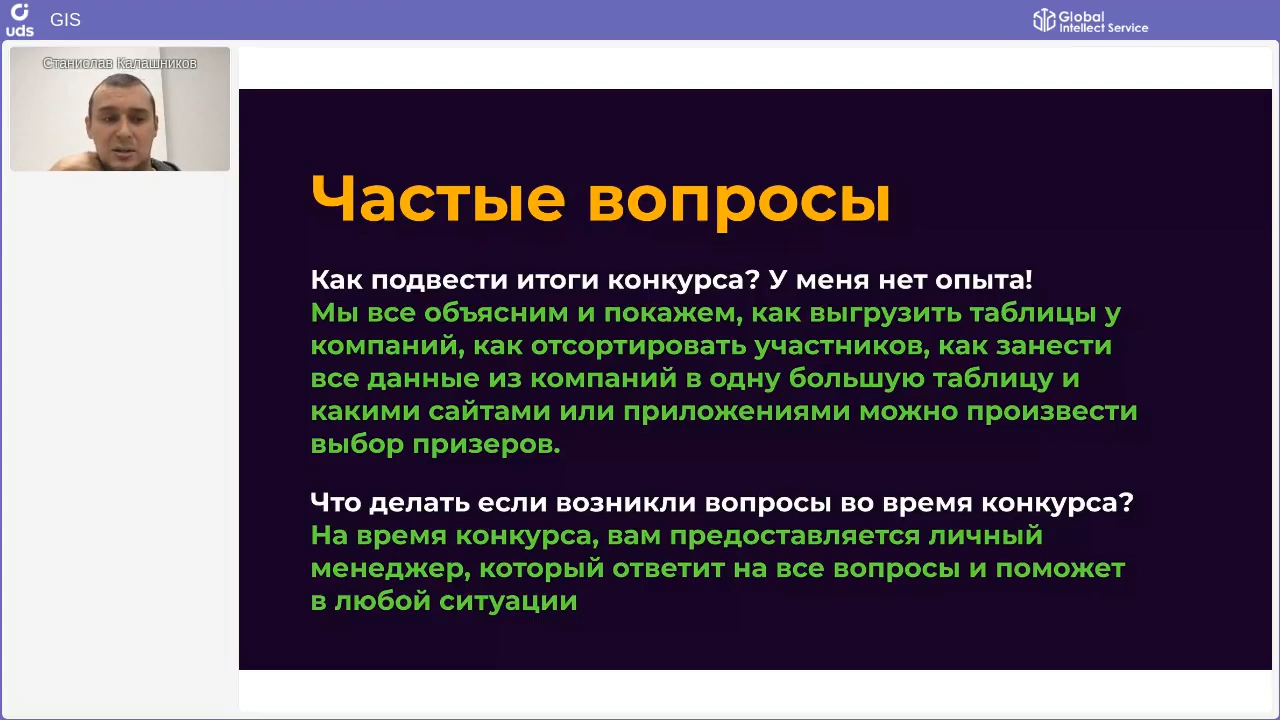 uds
GIS
Global
Intellect Service
Станислав Калашников
Частые вопросы
Как подвести итоги конкурса? У меня нет опыта!
Мы все объясним и покажем, как выгрузить таблицы у
компаний, как отсортировать участников, как занести
все данные из компаний в одну большую таблицу и
какими сайтами или приложениями можно произвести
выбор призеров.
Что делать если возникли вопросы во время конкурса?
На время конкурса, вам предоставляется личный
менеджер, который ответит на все вопросы и поможет
в любой ситуации